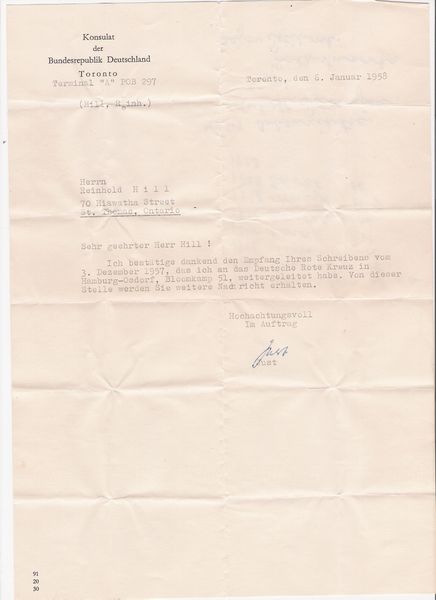 Konsulat
der
Bundesrepublik Deutschland
Toronto
Terminal "A" POB 297
Toronto, den 6. Januar 1958
(Hill, Reinh.)
Herrn
Reinhold H i l l
70 Hiawatha Street
St. Thomas, Ontario
Sehr geehrter Herr Hill !
Ich bestätige dankend den Empfang Ihres Schreibens vom
3. Dezember 1957, das ich an das Deutsche Rote Kreuz in
Hamburg-Osdorf, Bloomkamp 51, weitergeleitet habe. Von dieser
Stelle werden Sie weitere Nachricht erhalten.
Hochachtungsvoll
Im Auftrag
Just
Just
91
20
30